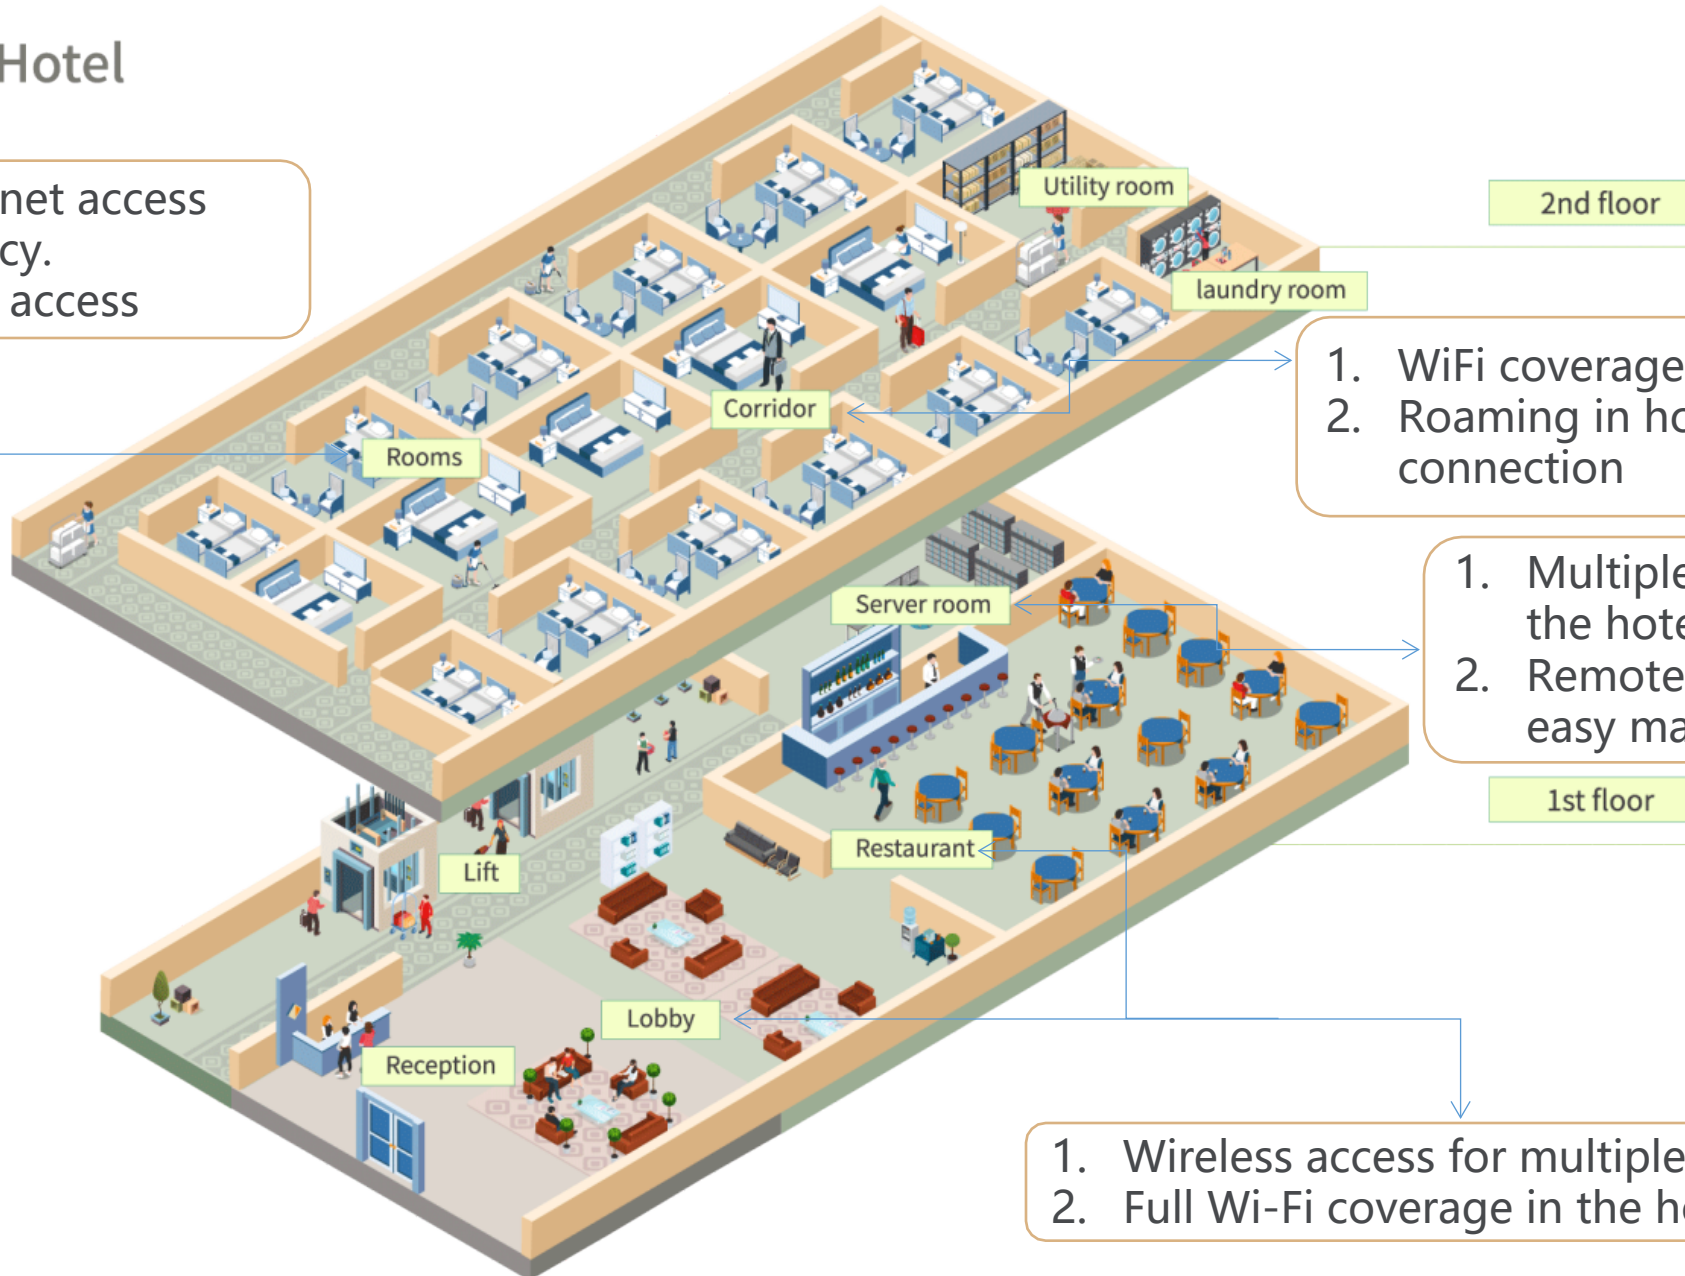 Hotel
net access
cy.
access
Utility room
2nd floor
laundry room
1. WiFi coverage
2. Roaming in ho
connection
Corridor
Rooms
1. Multiple
the hote
2. Remote
easy ma
Server room
1st floor
Restaurant
Lift
Lobby
Reception
1. Wireless access for multiple
2. Full Wi-Fi coverage in the ho